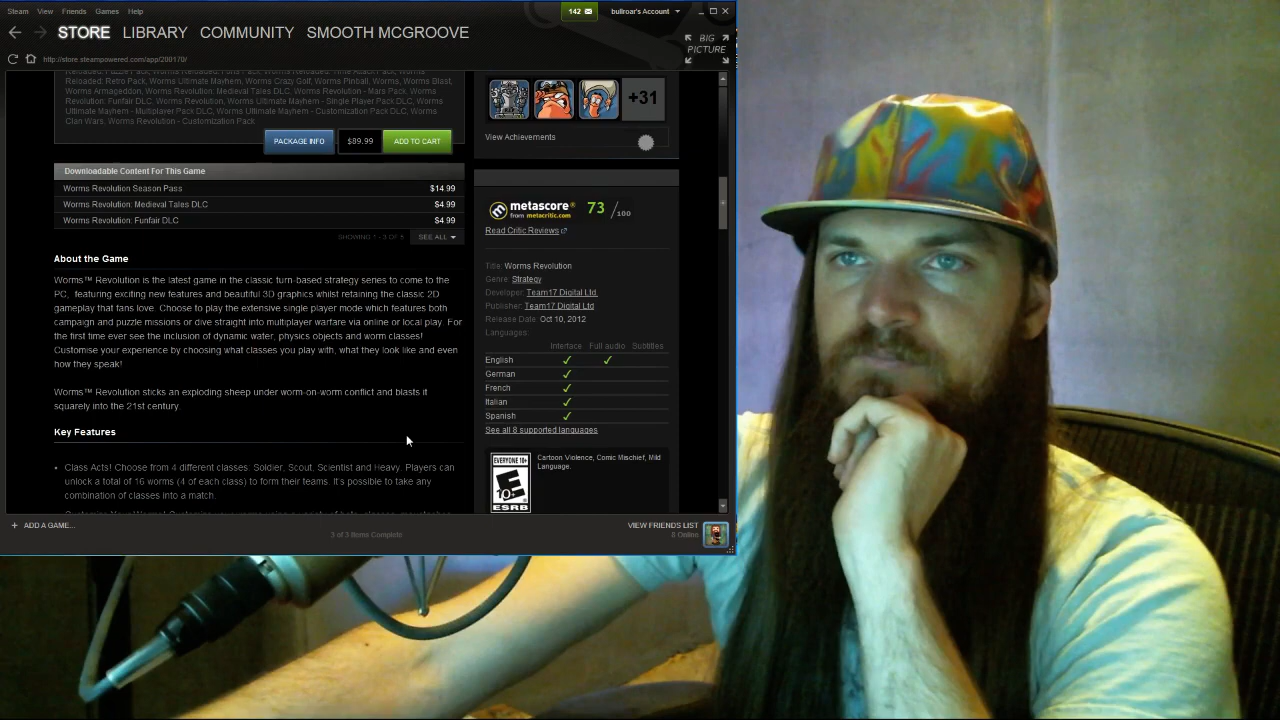 Steam View Friends Games Help
142
bullroar's Account
STORE LIBRARY COMMUNITY SMOOTH MCGROOVE
BIG PICTURE
http://store.steampowered.com/app/200170/
Reloaded: Retro Pack, Worms Ultimate Mayhem, Worms Crazy Golf, Worms Pinball, Worms, Worms Blast,
Worms Armageddon, Worms Revolution: Medieval Tales DLC, Worms Revolution - Mars Pack, Worms
Revolution: Funfair DLC, Worms Revolution, Worms Ultimate Mayhem - Single Player Pack DLC, Worms
Ultimate Mayhem - Multiplayer Pack DLC, Worms Ultimate Mayhem - Customization Pack DLC, Worms
Clan Wars, Worms Revolution - Customization Pack
PACKAGE INFO $89.99 ADD TO CART
Downloadable Content For This Game
Worms Revolution Season Pass $14.99
Worms Revolution: Medieval Tales DLC $4.99
Worms Revolution: Funfair DLC $4.99
SHOWING 1 - 3 OF 5 SEE ALL
About the Game
Worms™ Revolution is the latest game in the classic turn-based strategy series to come to the
PC, featuring exciting new features and beautiful 3D graphics whilst retaining the classic 2D
gameplay that fans love. Choose to play the extensive single player mode which features both
campaign and puzzle missions or dive straight into multiplayer warfare via online or local play. For
the first time ever see the inclusion of dynamic water, physics objects and worm classes!
Customise your experience by choosing what classes you play with, what they look like and even
how they speak!
Worms™ Revolution sticks an exploding sheep under worm-on-worm conflict and blasts it
squarely into the 21st century.
Key Features
Class Acts! Choose from 4 different classes: Soldier, Scout, Scientist and Heavy. Players can
unlock a total of 16 worms (4 of each class) to form their teams. It's possible to take any
combination of classes into a match.
+31
View Achievements
metascore® 73 /100
from metacritic.com
Read Critic Reviews
Title: Worms Revolution
Genre: Strategy
Developer: Team17 Digital Ltd.
Publisher: Team17 Digital Ltd
Release Date: Oct 10, 2012
Languages:
Interface Full audio Subtitles
English
German
French
Italian
Spanish
See all 8 supported languages
EVERYONE 10+
E
10+
ESRB
Cartoon Violence, Comic Mischief, Mild
Language.
+ ADD A GAME...
3 of 3 Items Complete
VIEW FRIENDS LIST
8 Online